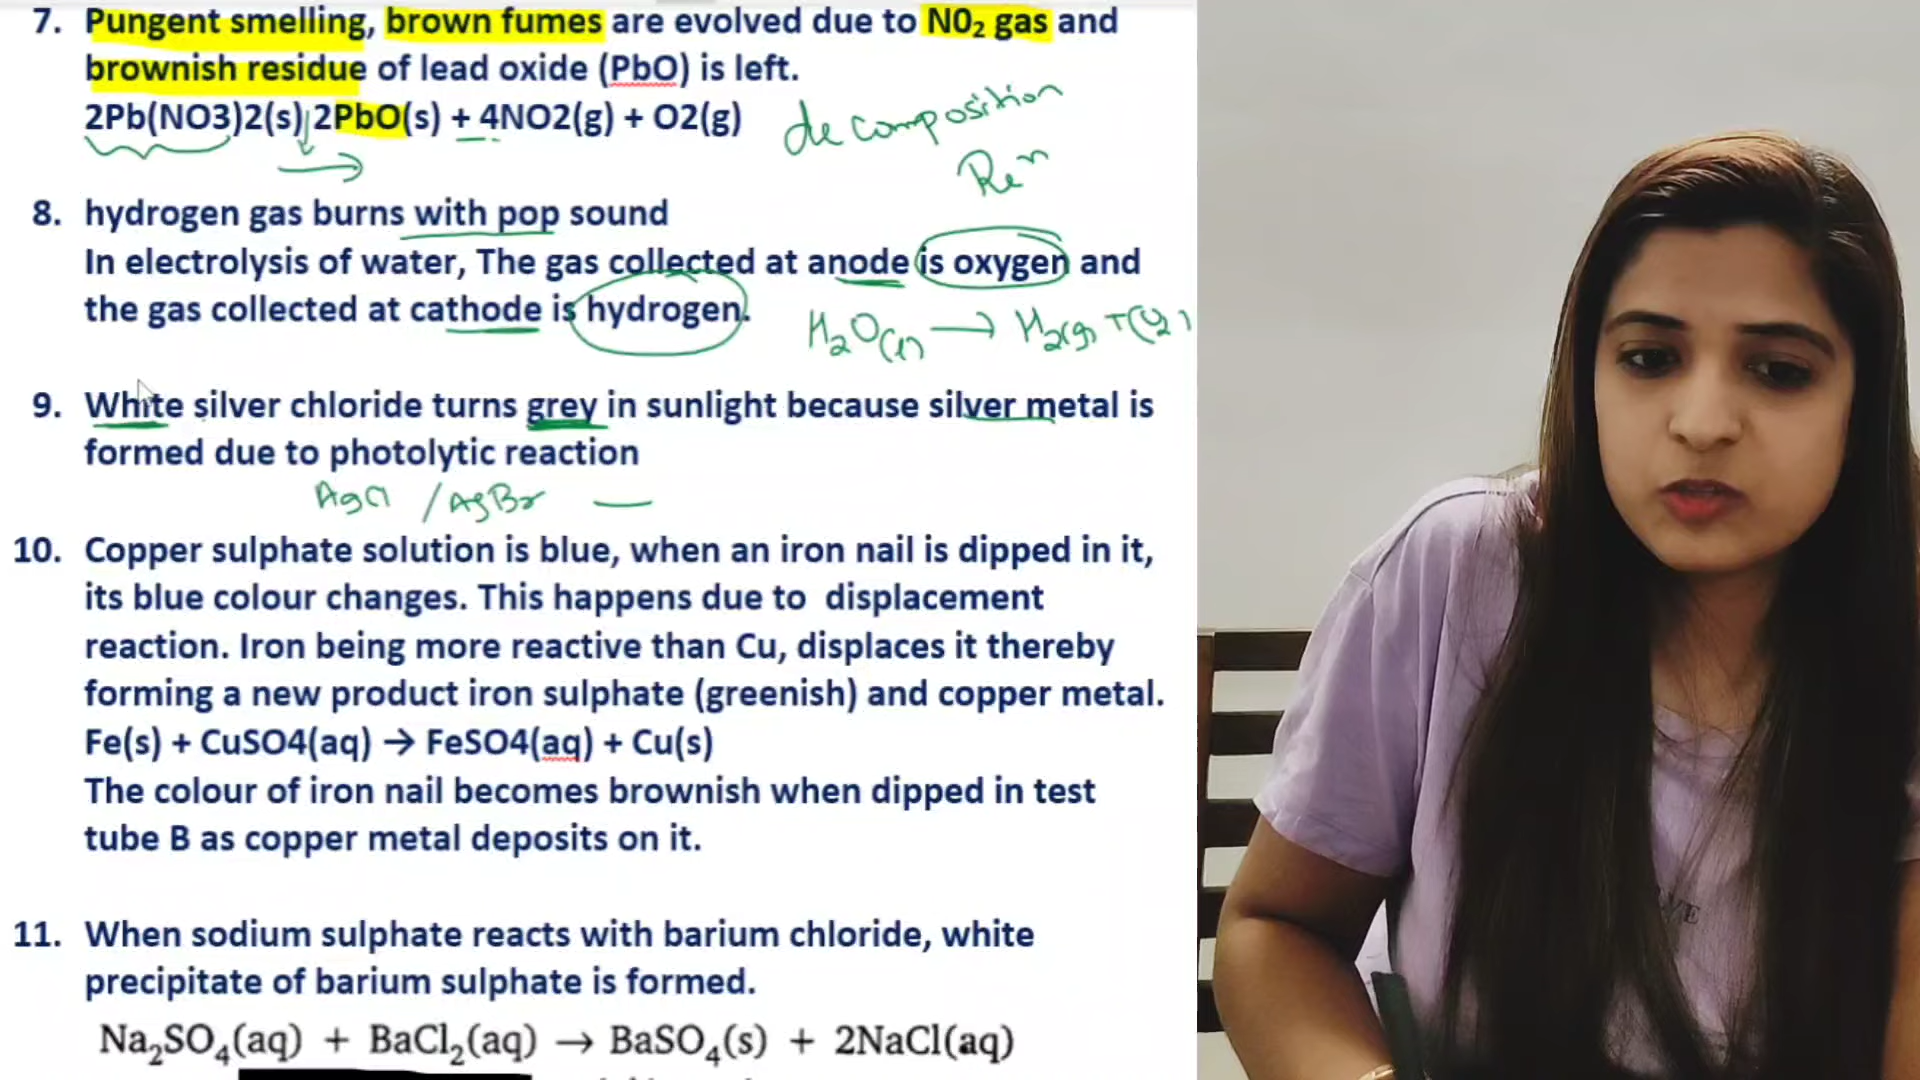 7. Pungent smelling, brown fumes are evolved due to N0₂ gas and
brownish residue of lead oxide (PbO) is left.
2Pb(NO3)2(s) 2PbO(s) + 4NO2(g) + O2(g)
decomposition
Reⁿ
8. hydrogen gas burns with pop sound
In electrolysis of water, The gas collected at anode is oxygen and
the gas collected at cathode is hydrogen.
H₂O(l) → H₂(g) +
9. White silver chloride turns grey in sunlight because silver metal is
formed due to photolytic reaction
AgCl / AgBr —
10. Copper sulphate solution is blue, when an iron nail is dipped in it,
its blue colour changes. This happens due to displacement
reaction. Iron being more reactive than Cu, displaces it thereby
forming a new product iron sulphate (greenish) and copper metal.
Fe(s) + CuSO4(aq) → FeSO4(aq) + Cu(s)
The colour of iron nail becomes brownish when dipped in test
tube B as copper metal deposits on it.
11. When sodium sulphate reacts with barium chloride, white
precipitate of barium sulphate is formed.
Na₂SO₄(aq) + BaCl₂(aq) → BaSO₄(s) + 2NaCl(aq)